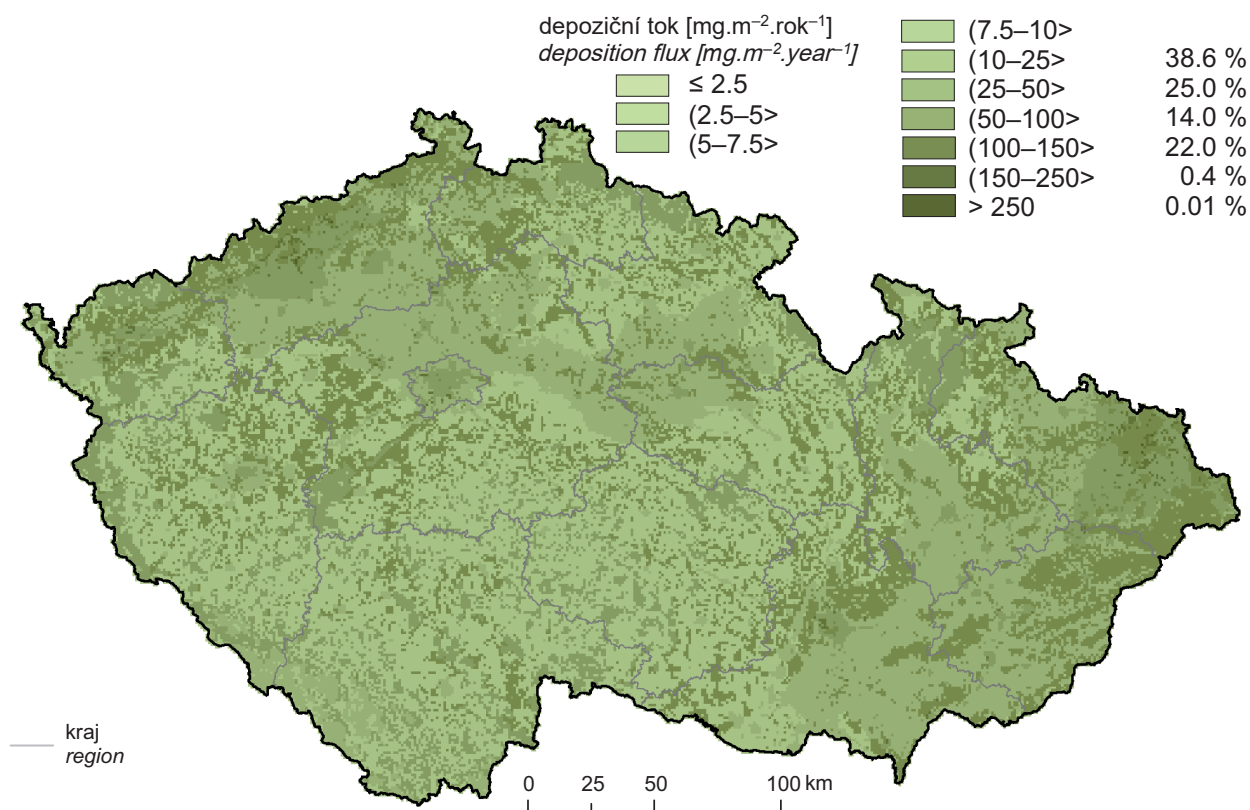 depoziční tok [mg.m–2.rok–1]
deposition flux [mg.m–2.year–1]
≤ 2.5
(2.5–5>
(5–7.5>
(7.5–10>
(10–25> 38.6 %
(25–50> 25.0 %
(50–100> 14.0 %
(100–150> 22.0 %
(150–250> 0.4 %
> 250 0.01 %
kraj
region
0 25 50 100 km